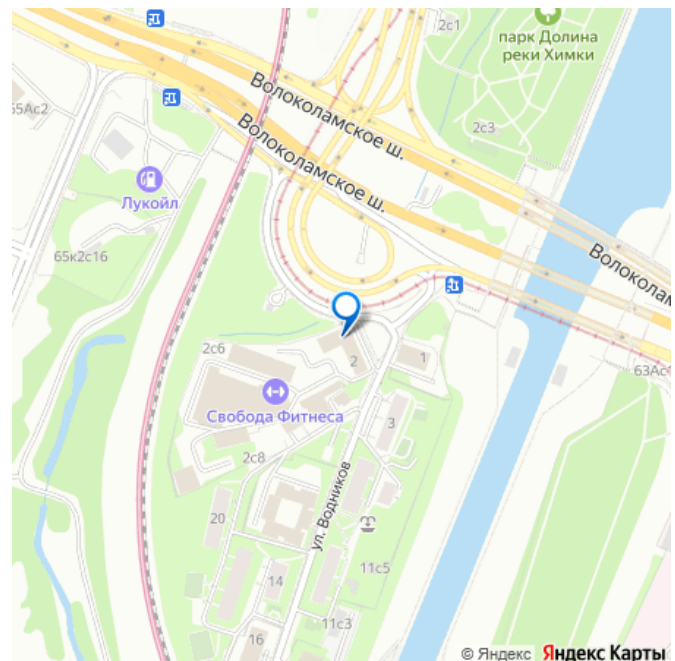 2с1
парк Долина
реки Химки
65Ас2
Волоколамское ш.
2с3
Волоколамское ш.
Лукойл
65к2с16
Волоколам
2с6
2
1
63Ас
Свобода Фитнеса
3
2с8
ул. Водников
20
14
11с5
11с3
16
© Яндекс Яндекс Карты